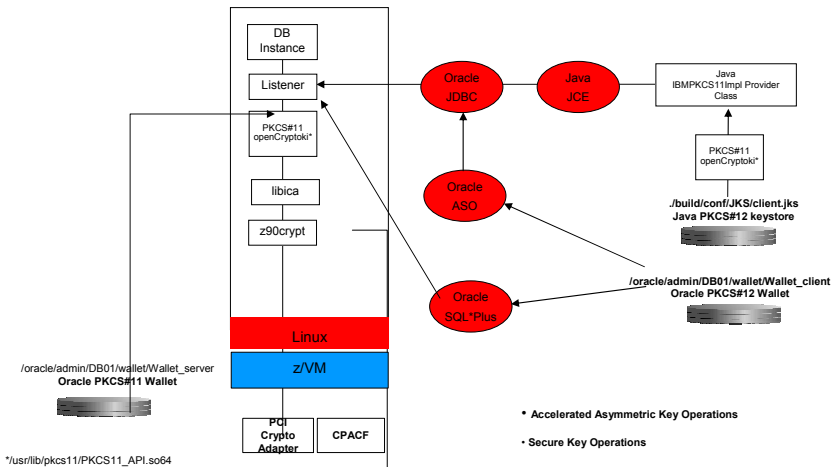 DB
Instance
Listener
PKCS#11
openCryptoki*
libica
z90crypt
Linux
z/VM
PCI
Crypto
Adapter
CPACF
/oracle/admin/DB01/wallet/Wallet_server
Oracle PKCS#11 Wallet
*/usr/lib/pkcs11/PKCS11_API.so64
Oracle
JDBC
Java
JCE
Java
IBMPKCS11Impl Provider
Class
PKCS#11
openCryptoki*
Oracle
ASO
./build/conf/JKS/client.jks
Java PKCS#12 keystore
/oracle/admin/DB01/wallet/Wallet_client
Oracle PKCS#12 Wallet
Oracle
SQL*Plus
• Accelerated Asymmetric Key Operations
• Secure Key Operations